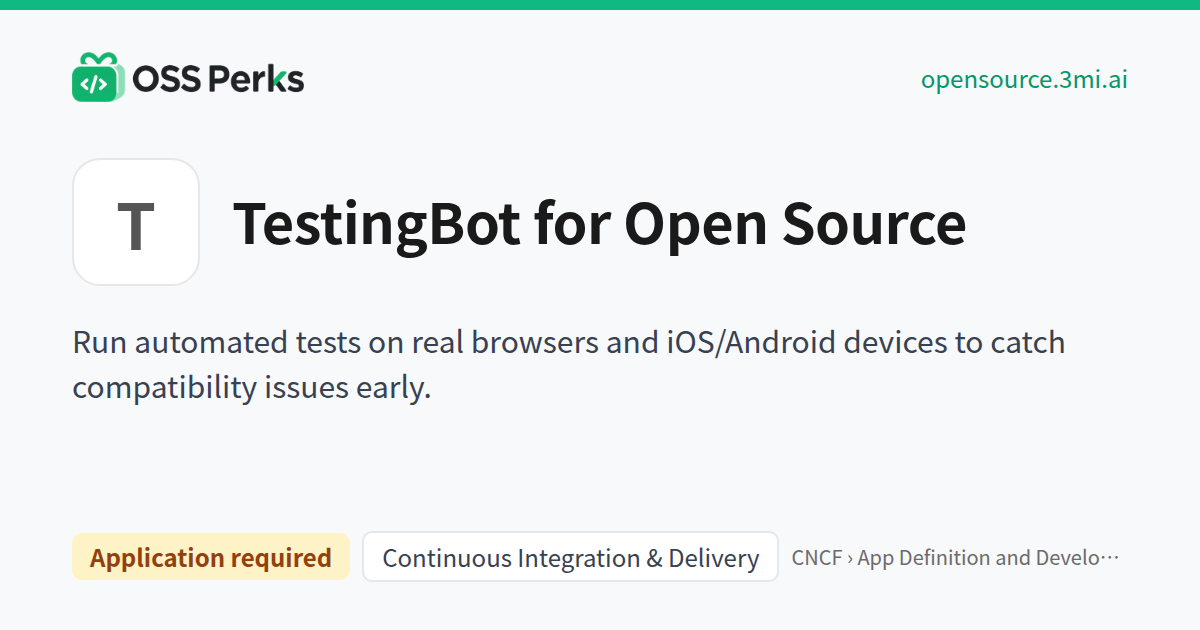 </> OSS Perks
opensource.3mi.ai
T
TestingBot for Open Source
Run automated tests on real browsers and iOS/Android devices to catch
compatibility issues early.
Application required
Continuous Integration & Delivery
CNCF › App Definition and Develo···